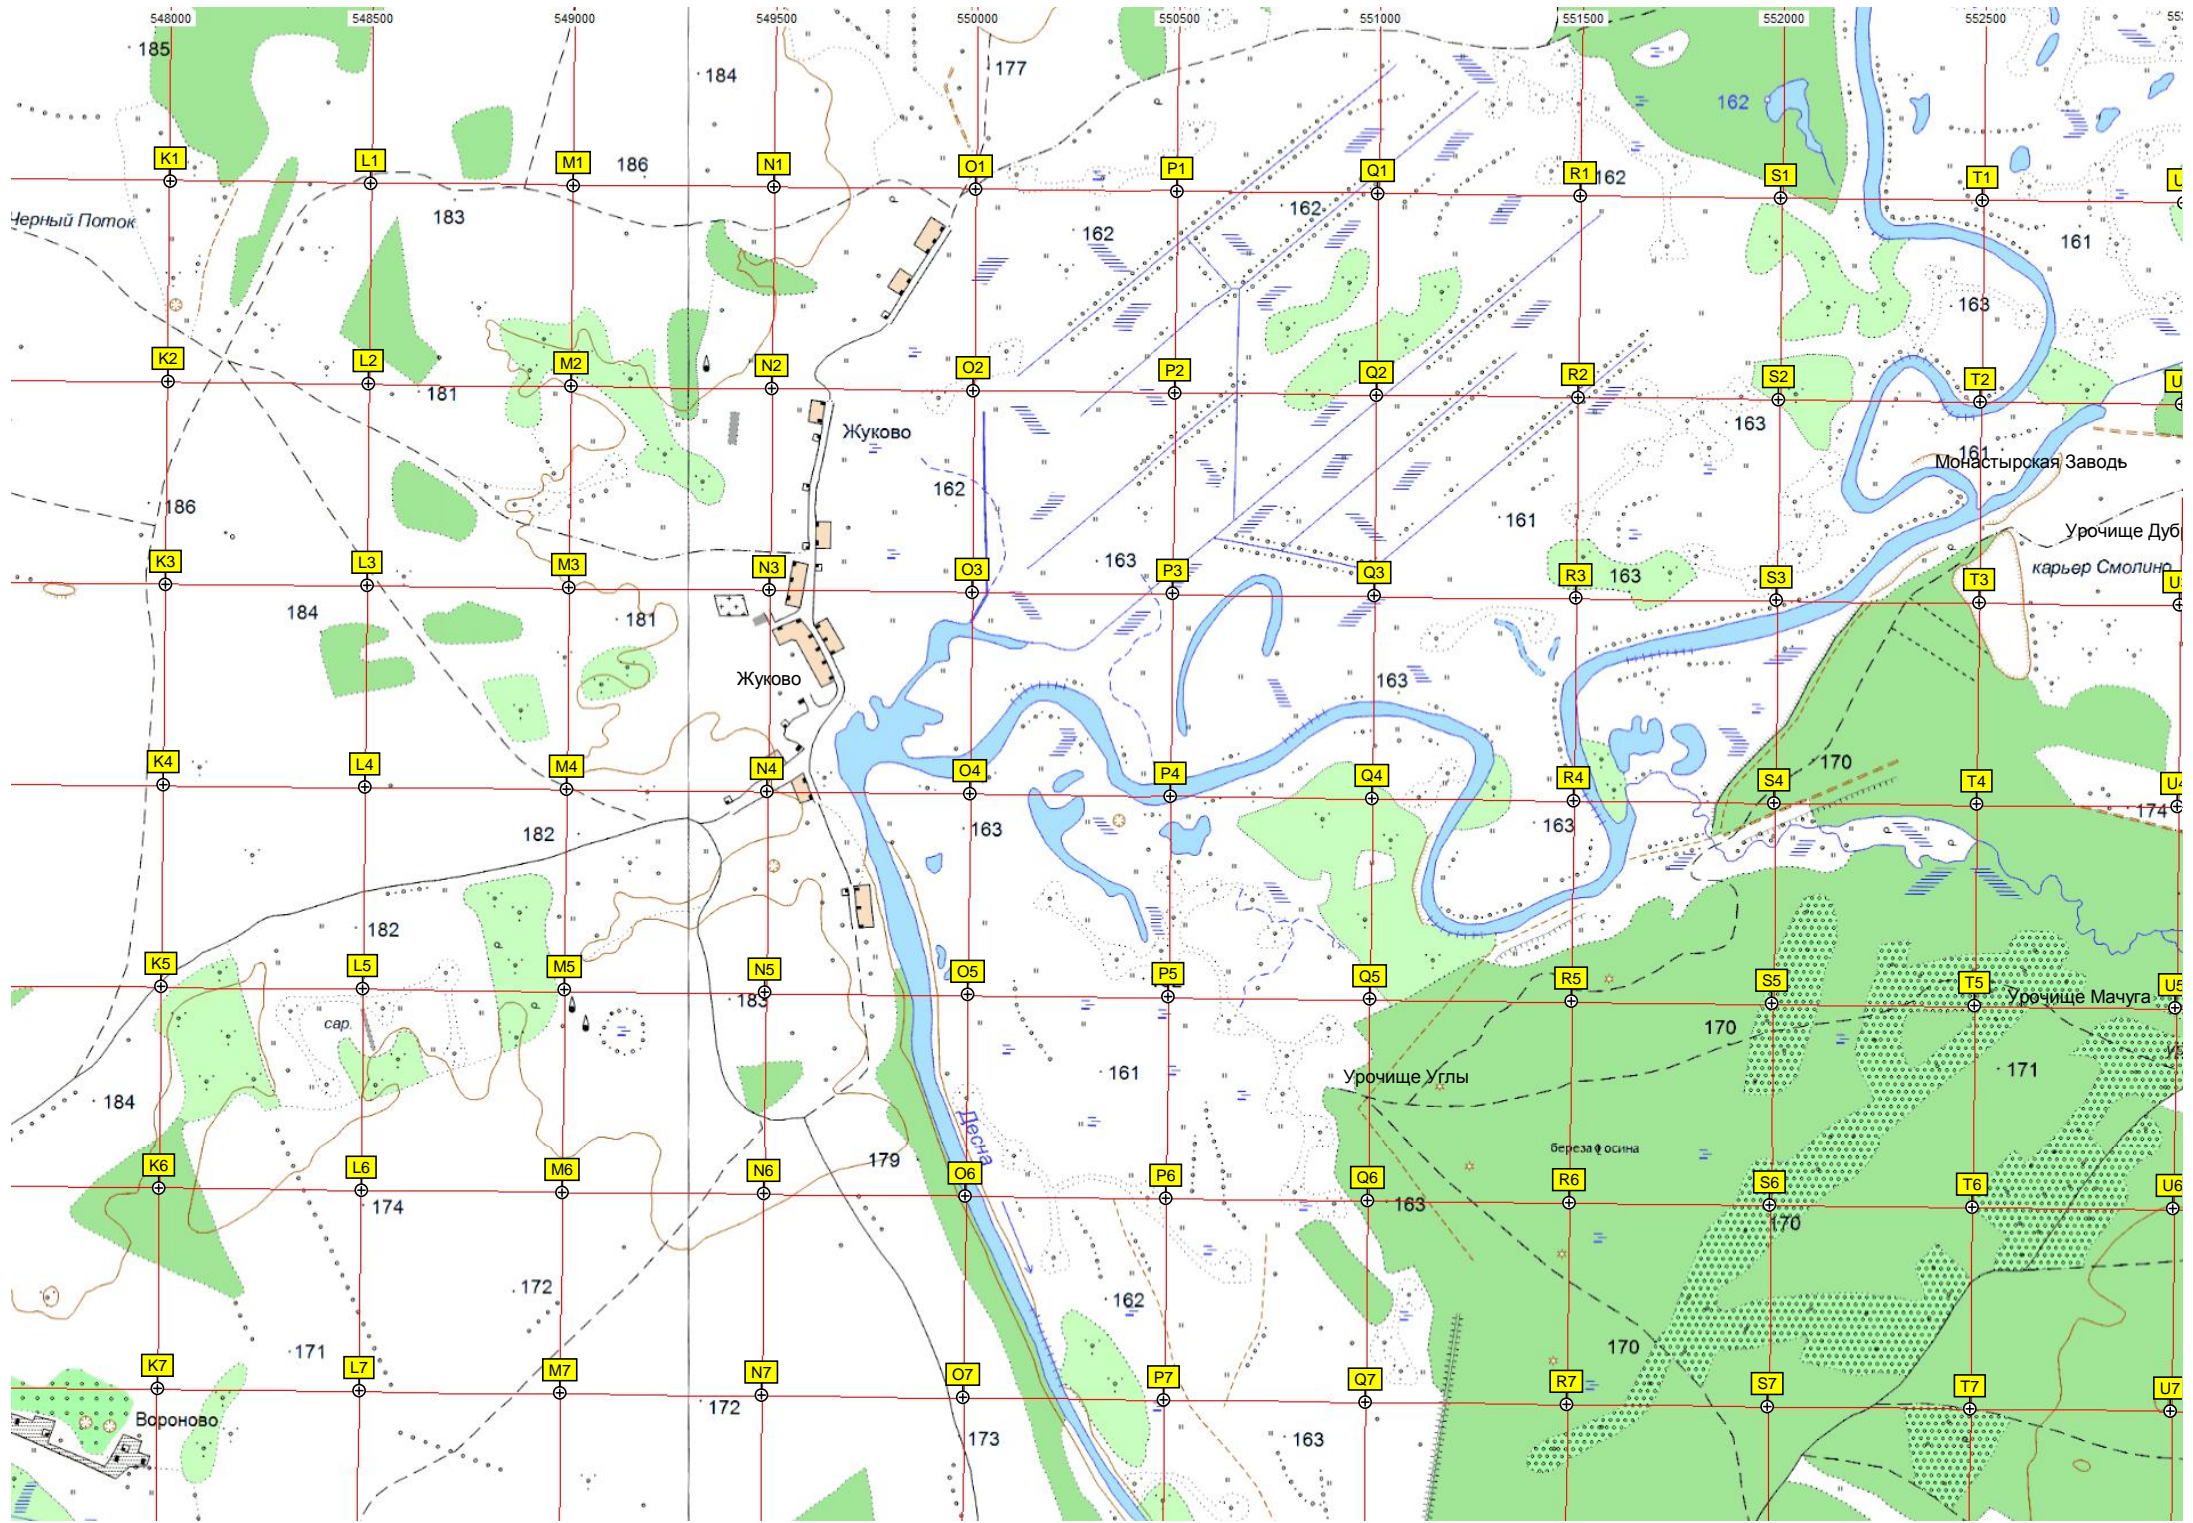 548000 548500 549000 549500 550000 550500 551000 551500 552000 552500
185
184
177
162
K1 L1 M1 186 N1 O1 P1 Q1 R1 162 S1 T1
Черный Поток 183 162 162 161
163
K2 L2 M2 N2 O2 P2 Q2 R2 S2 T2
181 163
Жуково
161
Монастырская Заводь
162
186 161
Урочище Дуб
K3 L3 M3 N3 O3 163 P3 Q3 R3 163 S3 T3
карьер Смолино
184 181
Жуково 163
K4 L4 M4 N4 O4 P4 Q4 R4 S4 170 T4 U4
182 163 163 174
182
K5 L5 M5 N5 O5 P5 Q5 R5 S5 T5 U5
183 Урочище Мачуга
сар. 170
161 Урочище Углы 171
184
Десна
береза осина
179
K6 L6 M6 N6 O6 P6 Q6 R6 S6 T6 U6
174 163 170
172 162
171 170
K7 L7 M7 N7 O7 P7 Q7 R7 S7 T7 U7
Вороново 172 173 163